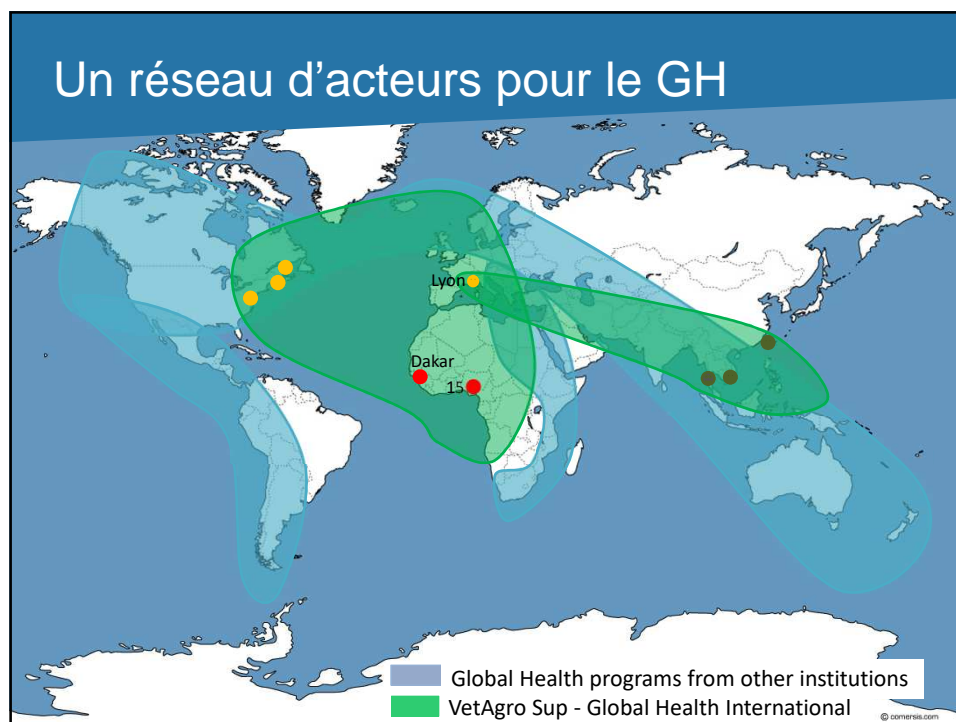 Un réseau d'acteurs pour le GH
Lyon
Dakar
15
Global Health programs from other institutions
VetAgro Sup - Global Health International
© comersis.com